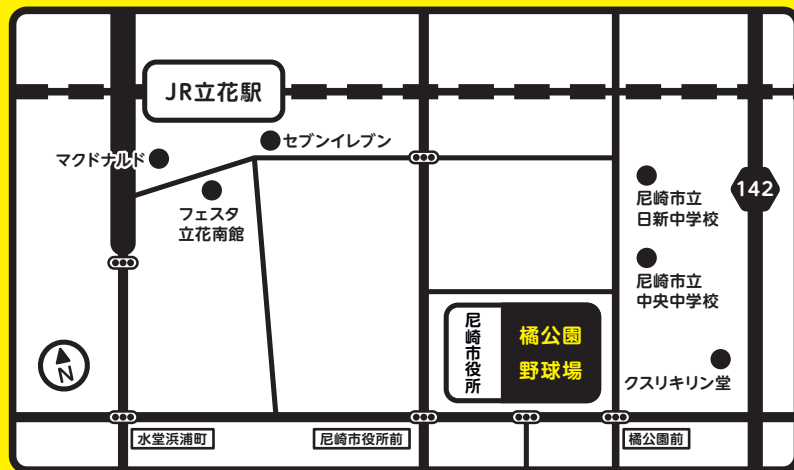 JR立花駅
セブンイレブン
マクドナルド
フェスタ
立花南館
142
尼崎市立
日新中学校
尼崎市立
中央中学校
尼崎市役所
橘公園
野球場
クスリキリン堂
N
水堂浜浦町
尼崎市役所前
橘公園前